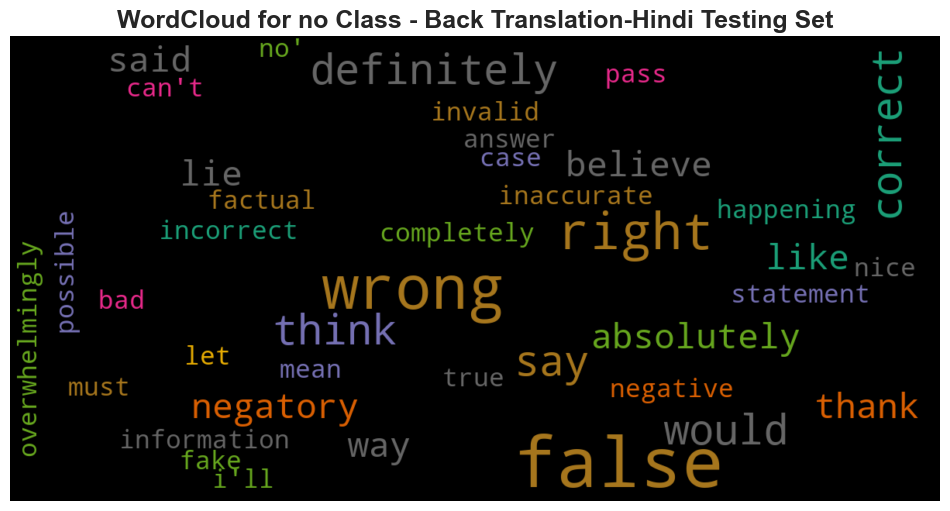 WordCloud for no Class - Back Translation-Hindi Testing Set
no'
said
definitely
can't
pass
correct
invalid
answer
case
believe
lie
factual
inaccurate
happening
possible
incorrect
completely
right
overwhelmingly
like
nice
wrong
statement
bad
think
absolutely
let
mean
say
true
must
negative
negatory
thank
information
way
would
fake
false
i'll